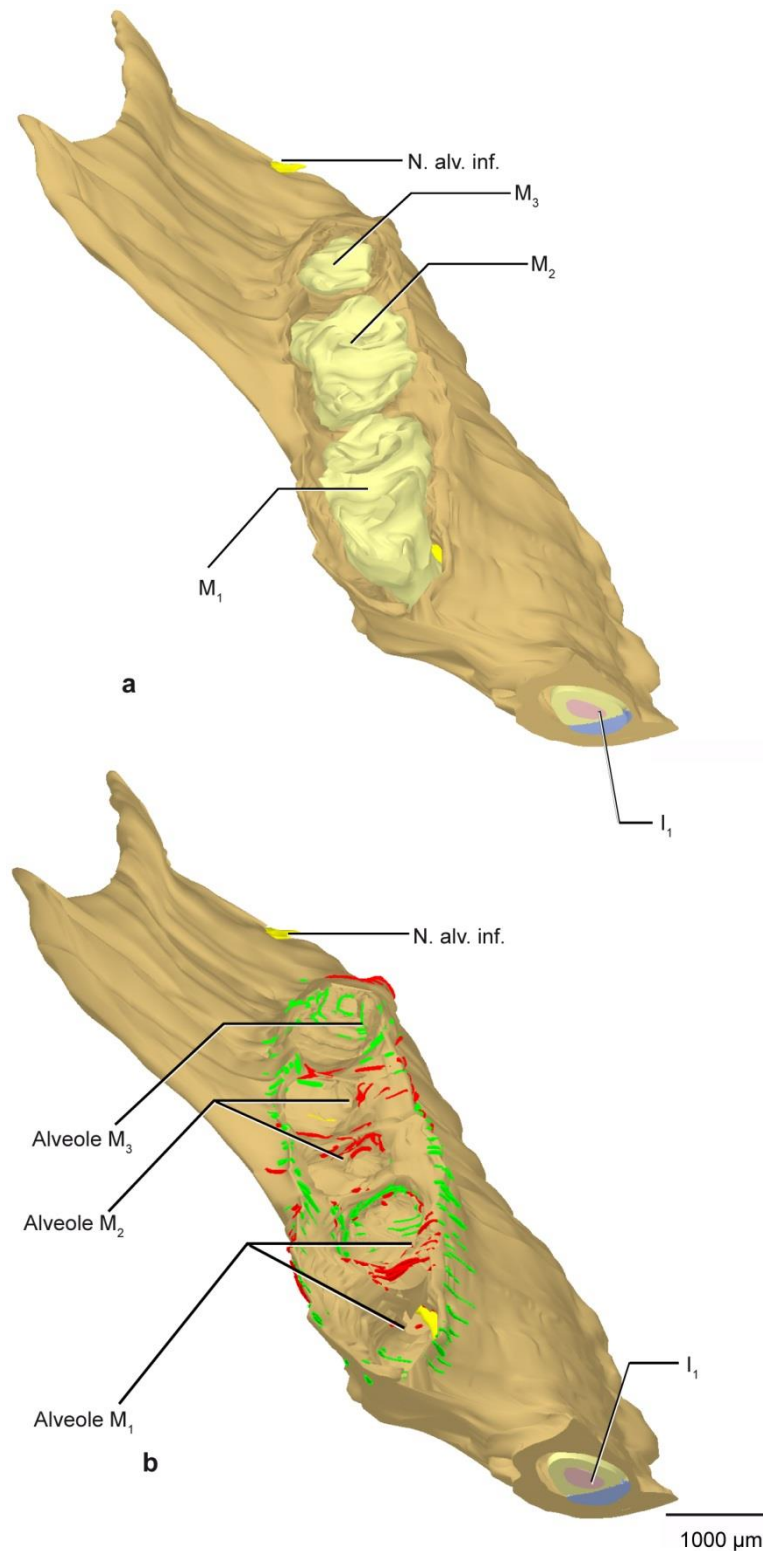 N. alv. inf.
M₃
M₂
M₁
a
I₁
N. alv. inf.
Alveole M₃
Alveole M₂
I₁
Alveole M₁
b
1000 µm